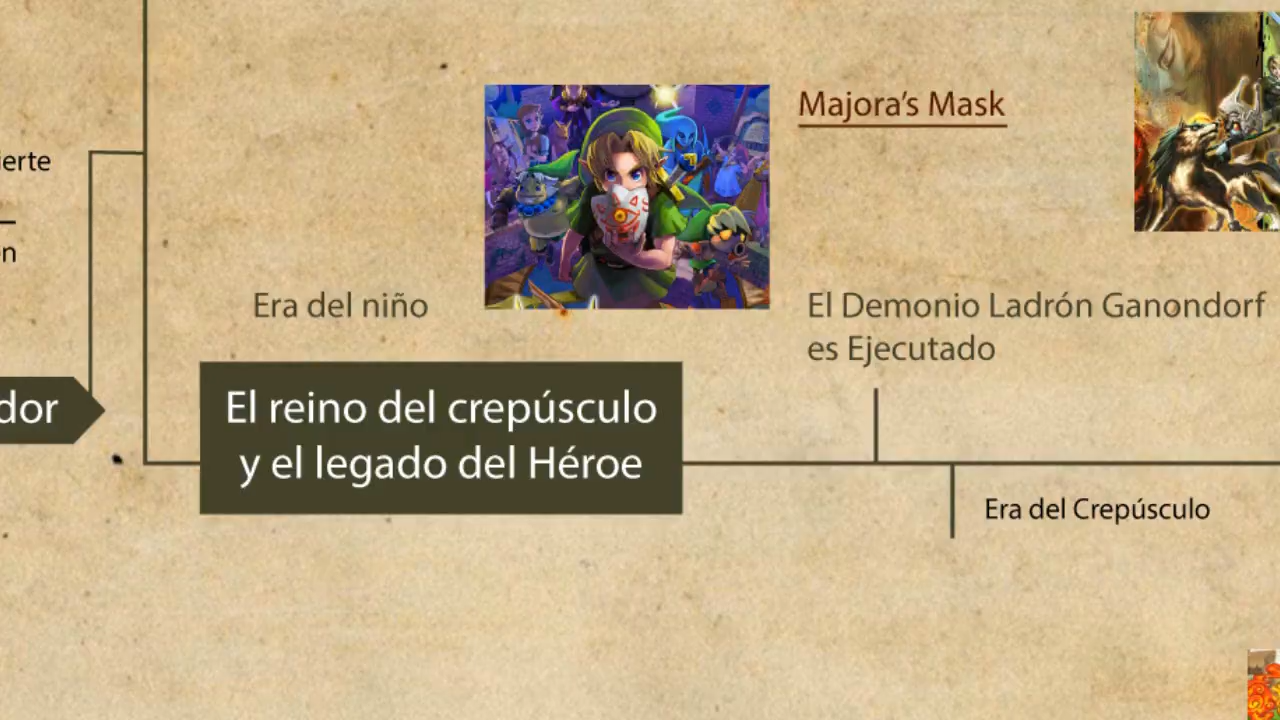 Majora's Mask
ierte
n
Era del niño
El Demonio Ladrón Ganondorf
es Ejecutado
dor
El reino del crepúsculo
y el legado del Héroe
Era del Crepúsculo